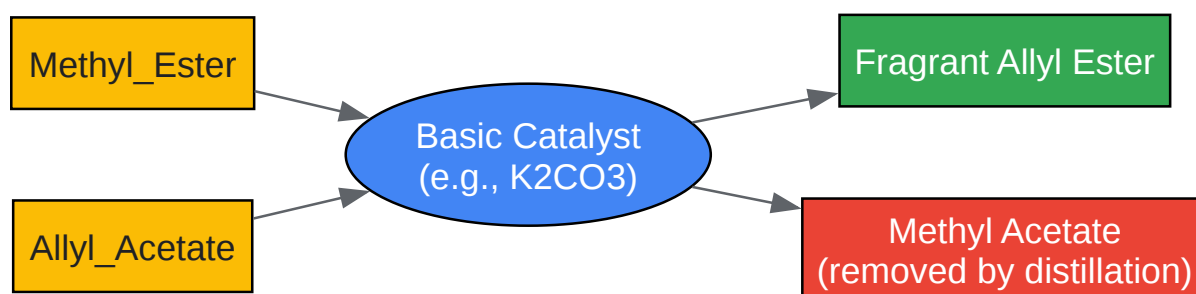 Methyl_Ester
Allyl_Acetate
Basic Catalyst
(e.g., K2CO3)
Fragrant Allyl Ester
Methyl Acetate
(removed by distillation)